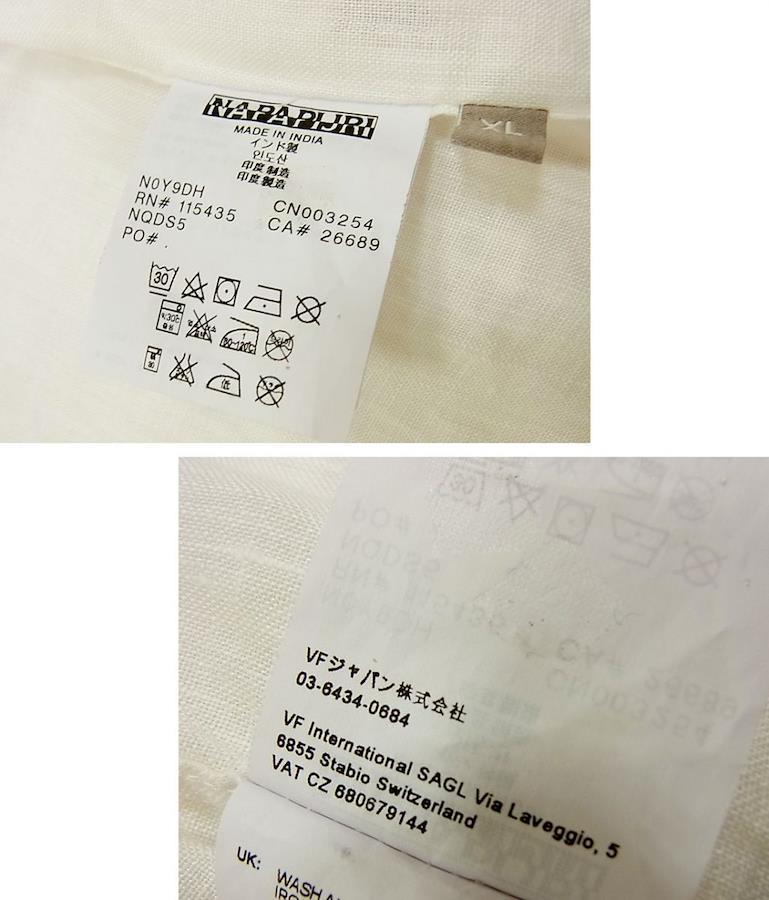 NAPAPIJRI
MADE IN INDIA
インド製
인도산
印度制造
印度製造
XL
N0Y9DH
RN# 115435 CN003254
NQDS5 CA# 26689
PO# .
30
低
VFジャパン株式会社
03-6434-0684
VF International SAGL Via Laveggio, 5
6855 Stabio Switzerland
VAT CZ 680679144
UK: